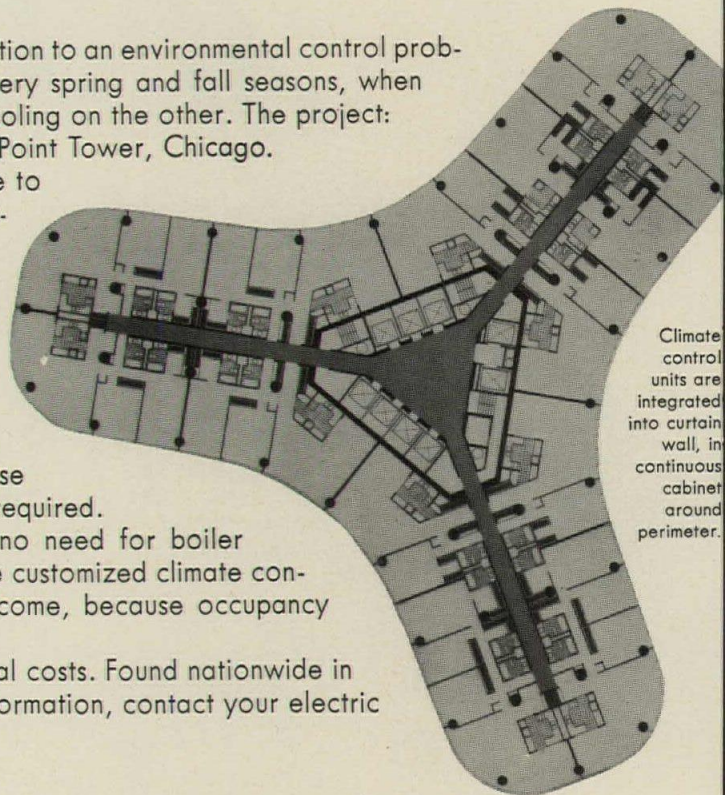 tion to an environmental control prob-
ery spring and fall seasons, when
oling on the other. The project:
Point Tower, Chicago.
e to
-
se
equired.
no need for boiler
e customized climate con-
ome, because occupancy
al costs. Found nationwide in
ormation, contact your electric
Climate
control
units are
integrated
into curtain
wall, in
continuous
cabinet
around
perimeter.